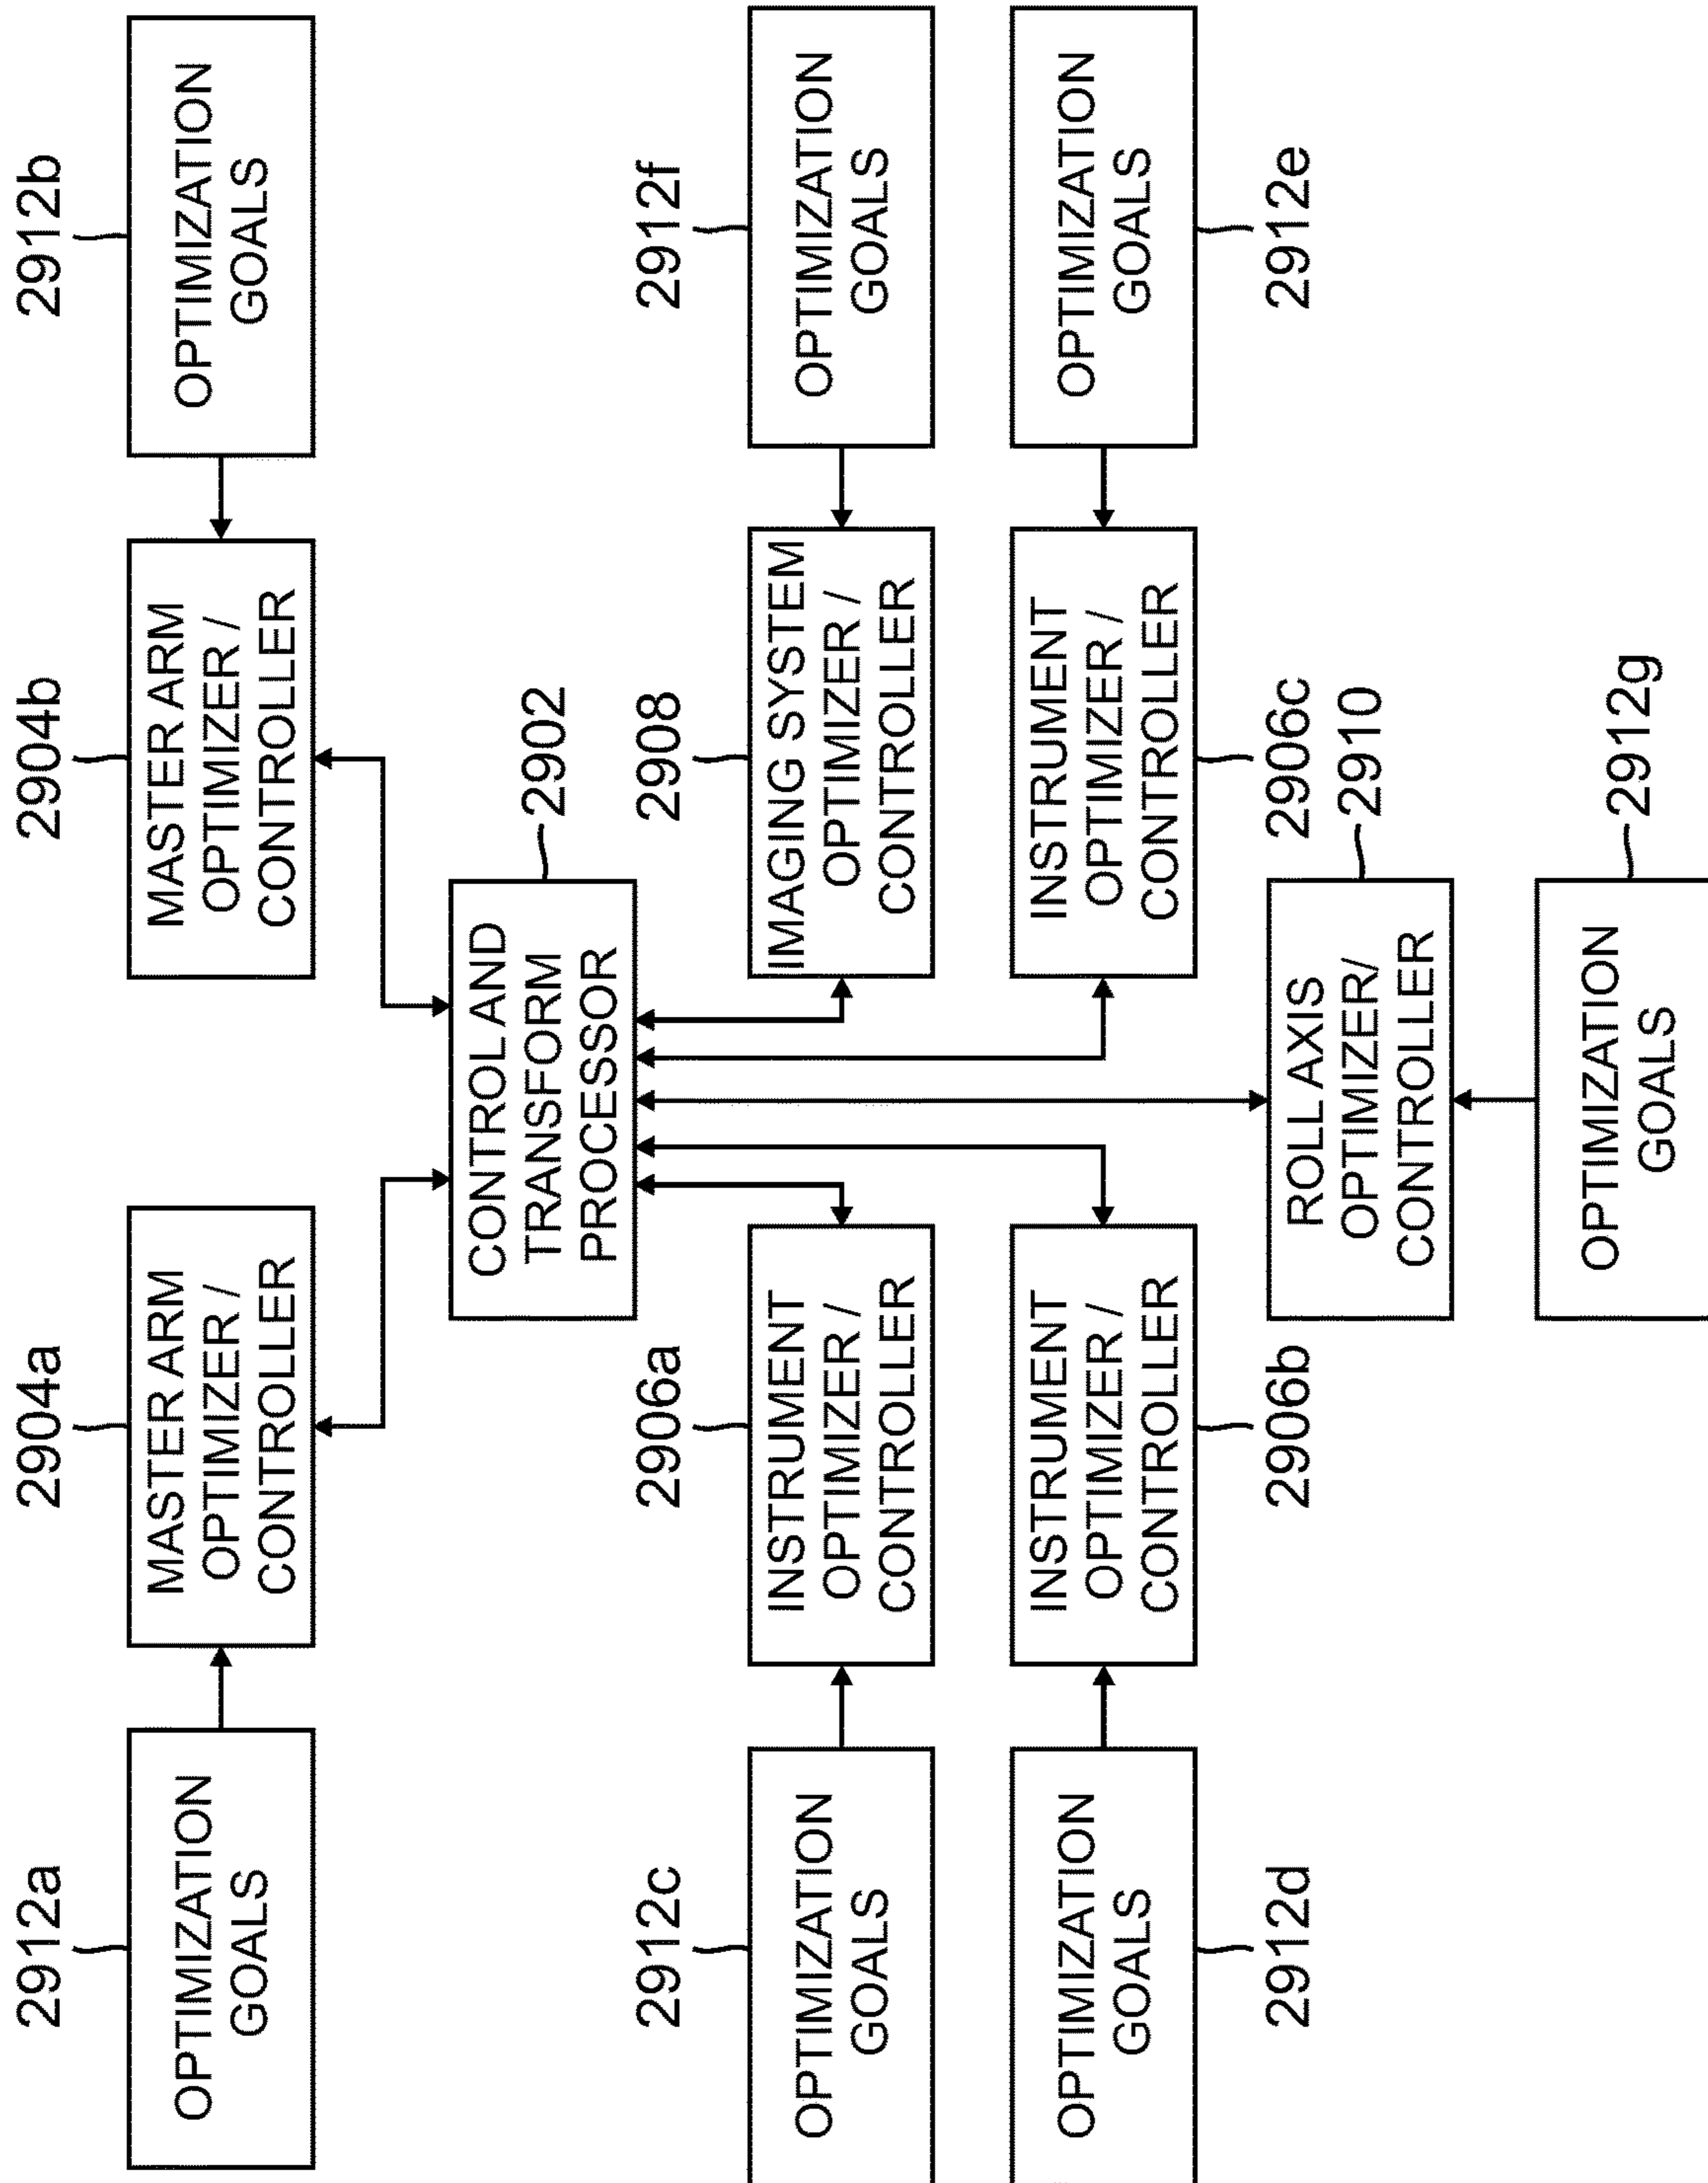 2912a
OPTIMIZATION
GOALS
2904a
MASTER ARM
OPTIMIZER /
CONTROLLER
2904b
MASTER ARM
OPTIMIZER /
CONTROLLER
2912b
OPTIMIZATION
GOALS
CONTROL AND
TRANSFORM
PROCESSOR
2902
2912c
OPTIMIZATION
GOALS
2906a
INSTRUMENT
OPTIMIZER /
CONTROLLER
2908
IMAGING SYSTEM
OPTIMIZER /
CONTROLLER
2912f
OPTIMIZATION
GOALS
OPTIMIZATION
GOALS
2912d
INSTRUMENT
OPTIMIZER /
CONTROLLER
2906b
INSTRUMENT
OPTIMIZER /
CONTROLLER
2906c
OPTIMIZATION
GOALS
2912e
ROLL AXIS
OPTIMIZER/
CONTROLLER
2910
OPTIMIZATION
GOALS
2912g